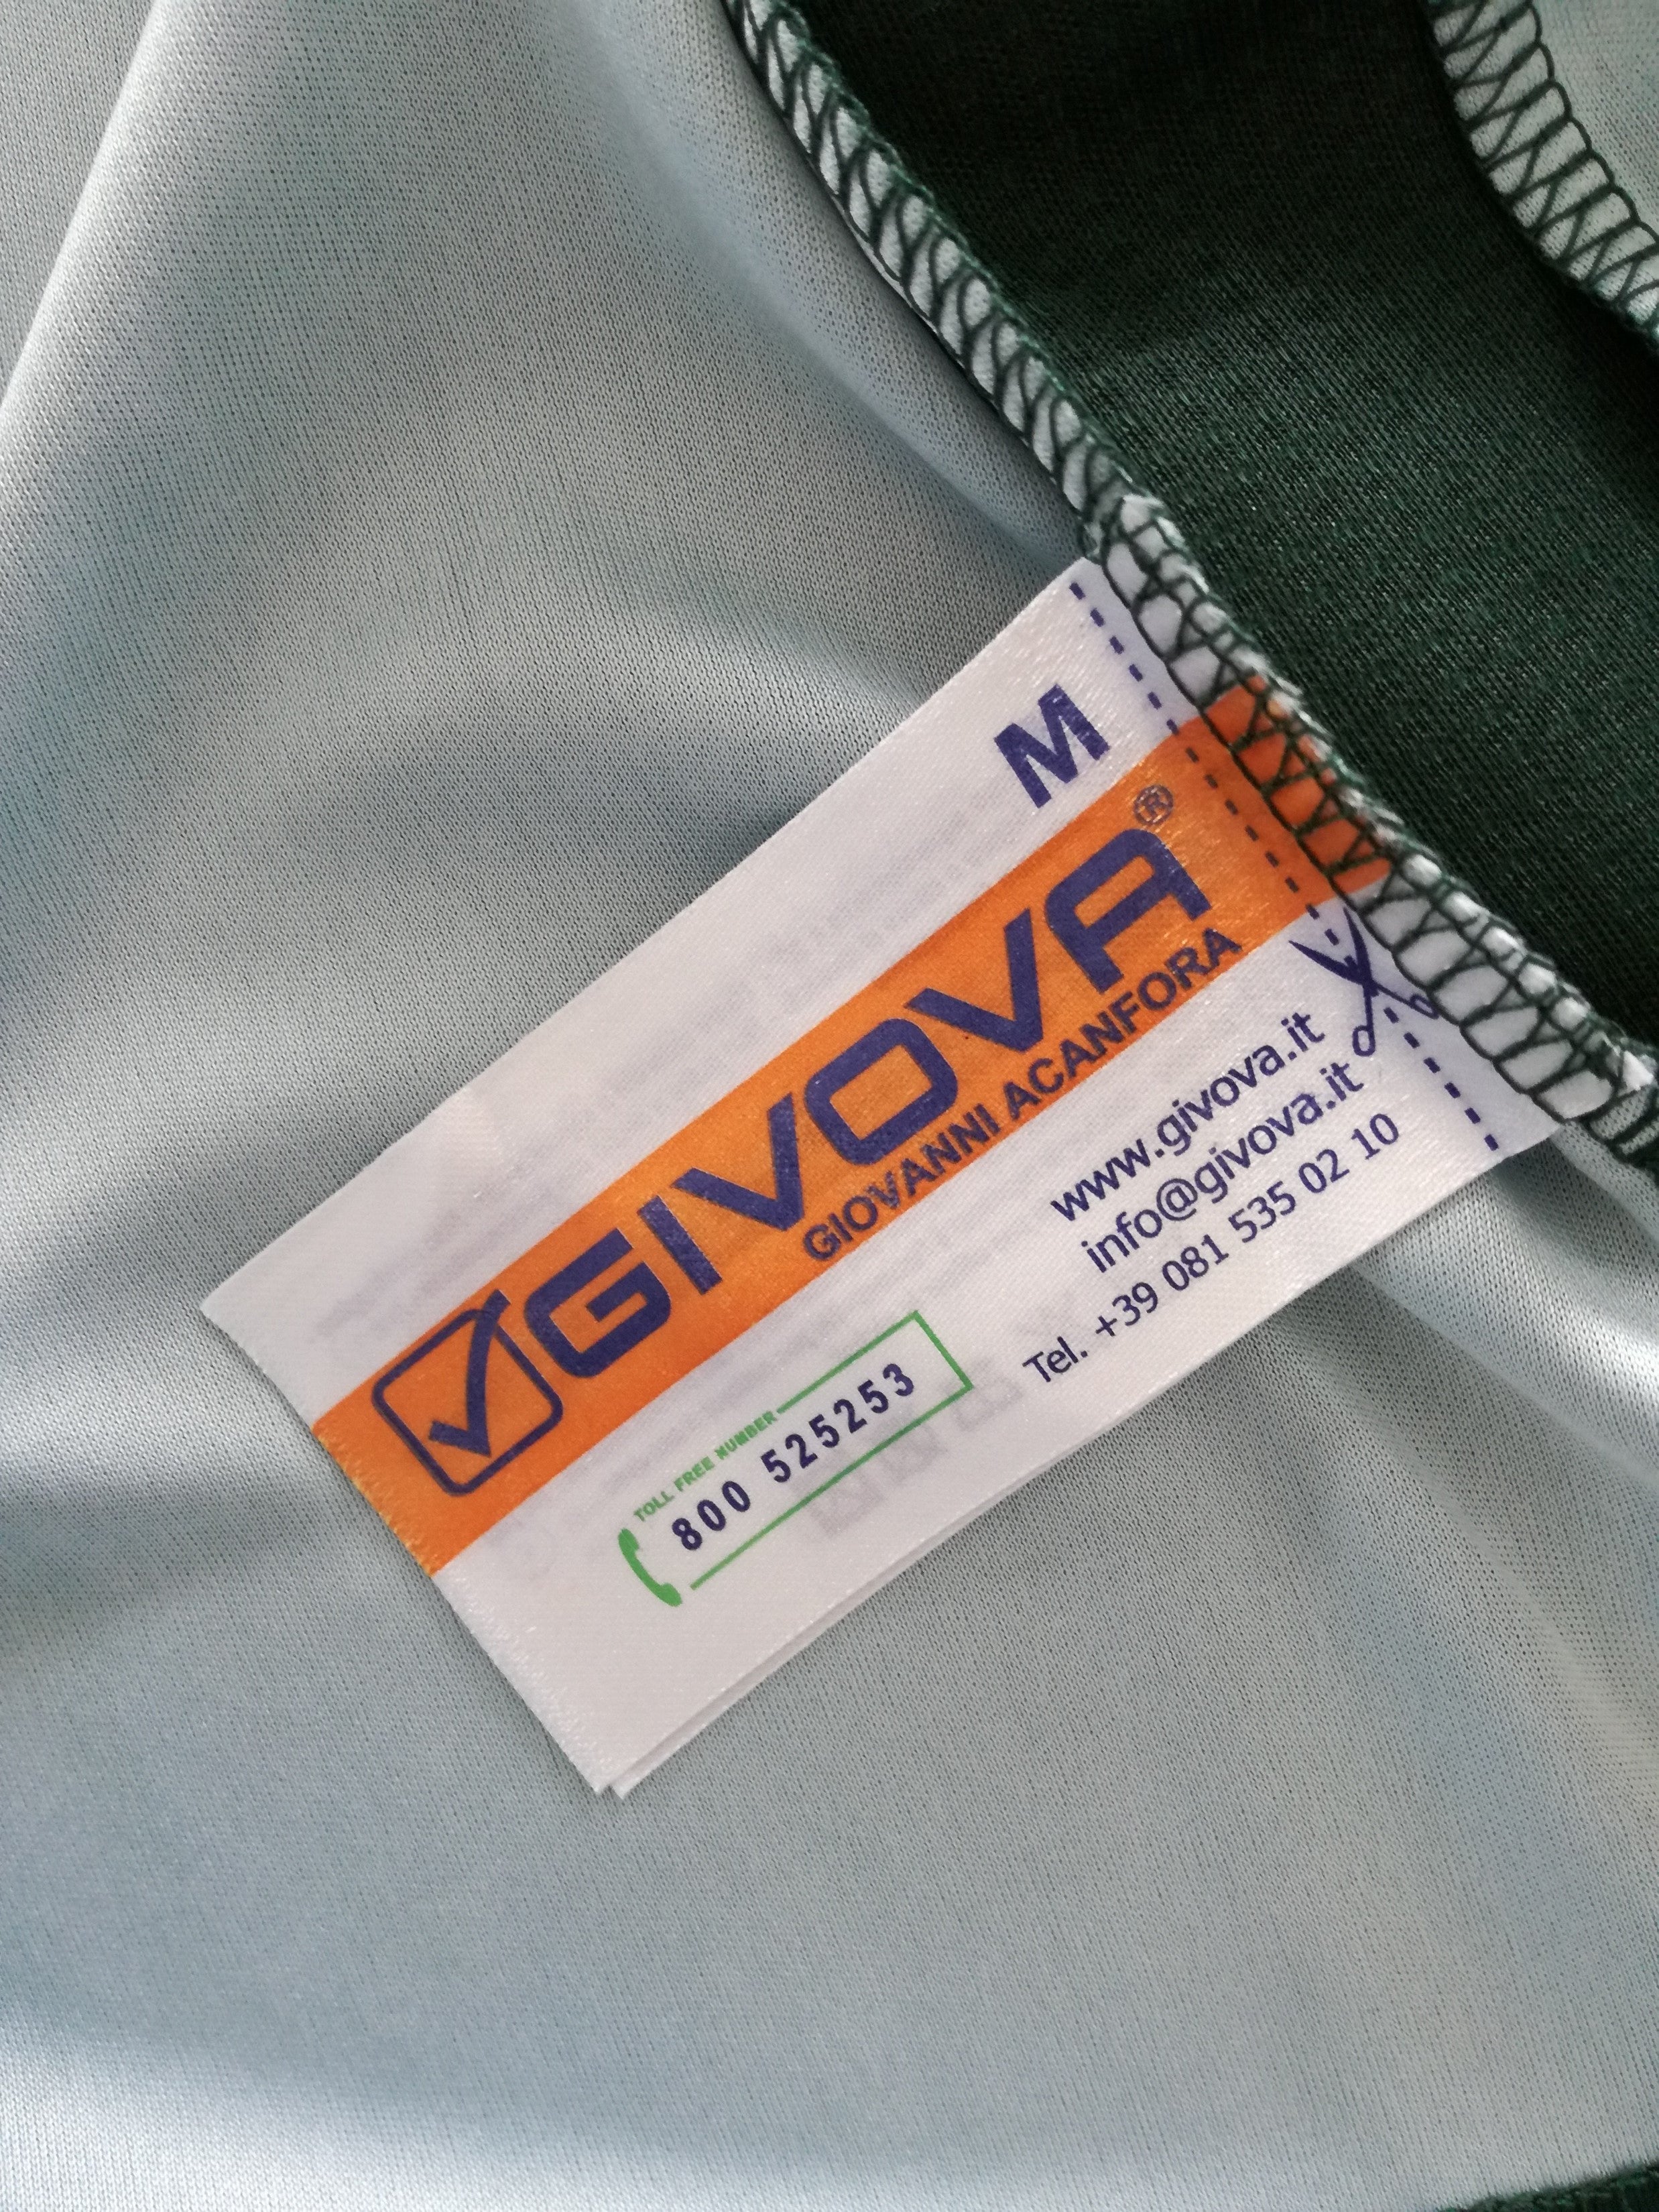 M
GIVOVA®
GIOVANNI ACANFORA
www.givova.it
info@givova.it
Tel. +39 081 535 02 10
TOLL FREE NUMBER
800 525253